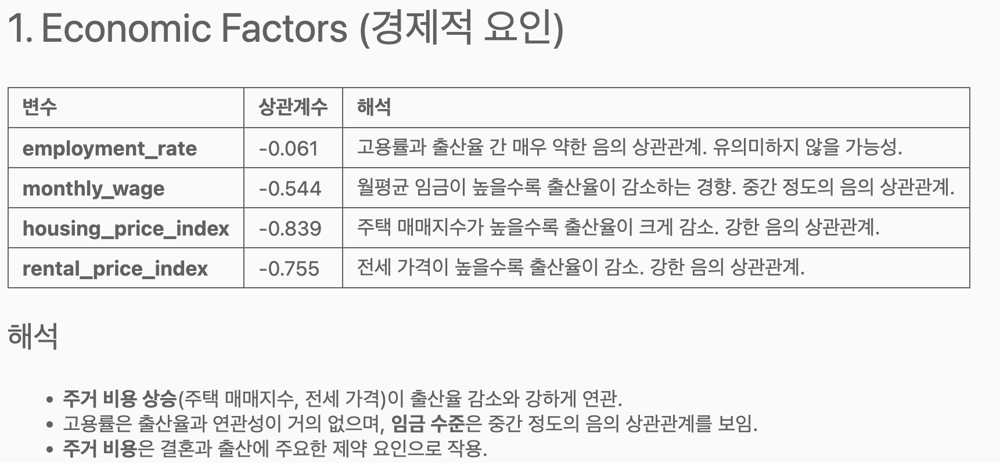 1. Economic Factors (경제적 요인)
변수 상관계수 해석
employment_rate -0.061 고용률과 출산율 간 매우 약한 음의 상관관계. 유의미하지 않을 가능성.
monthly_wage -0.544 월평균 임금이 높을수록 출산율이 감소하는 경향. 중간 정도의 음의 상관관계.
housing_price_index -0.839 주택 매매지수가 높을수록 출산율이 크게 감소. 강한 음의 상관관계.
rental_price_index -0.755 전세 가격이 높을수록 출산율이 감소. 강한 음의 상관관계.
해석
• 주거 비용 상승(주택 매매지수, 전세 가격)이 출산율 감소와 강하게 연관.
• 고용률은 출산율과 연관성이 거의 없으며, 임금 수준은 중간 정도의 음의 상관관계를 보임.
• 주거 비용은 결혼과 출산에 주요한 제약 요인으로 작용.